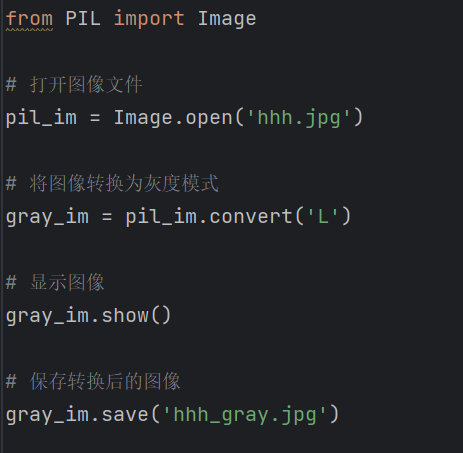 from PIL import Image
# 打开图像文件
pil_im = Image.open('hhh.jpg')
# 将图像转换为灰度模式
gray_im = pil_im.convert('L')
# 显示图像
gray_im.show()
# 保存转换后的图像
gray_im.save('hhh_gray.jpg')